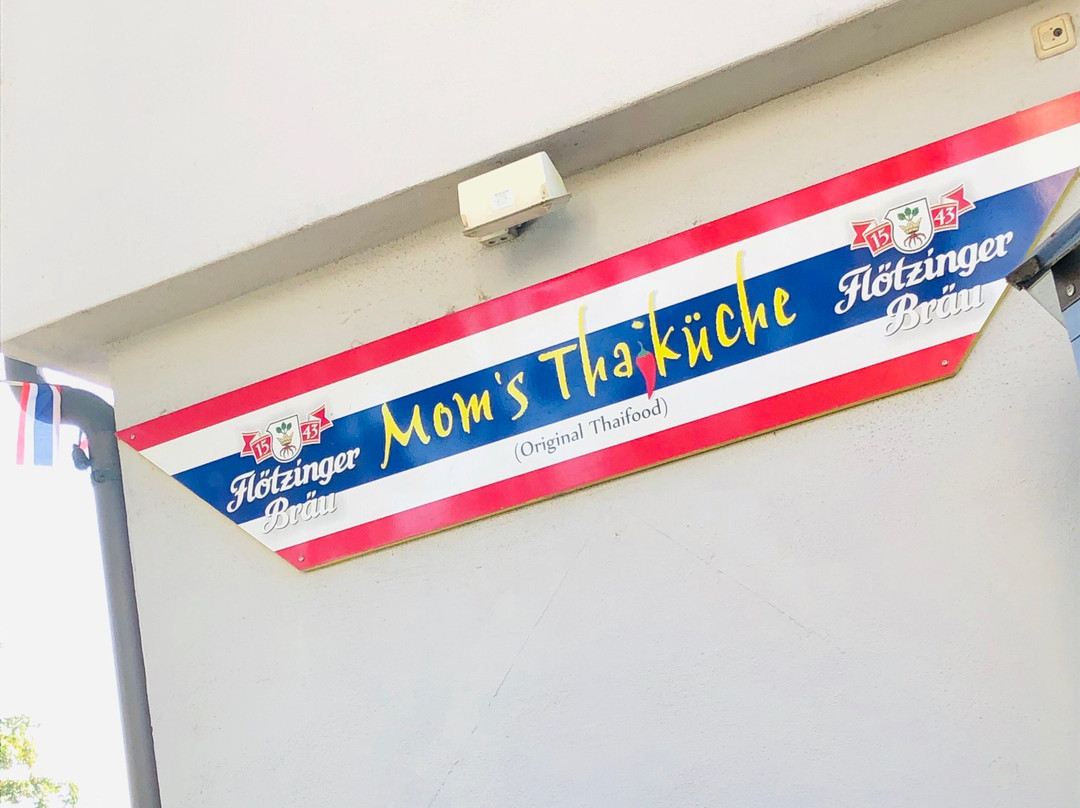 15 43
Flötzinger
Bräu
Mom's Thaiküche
(Original Thaifood)
15 43
Flötzinger
Bräu